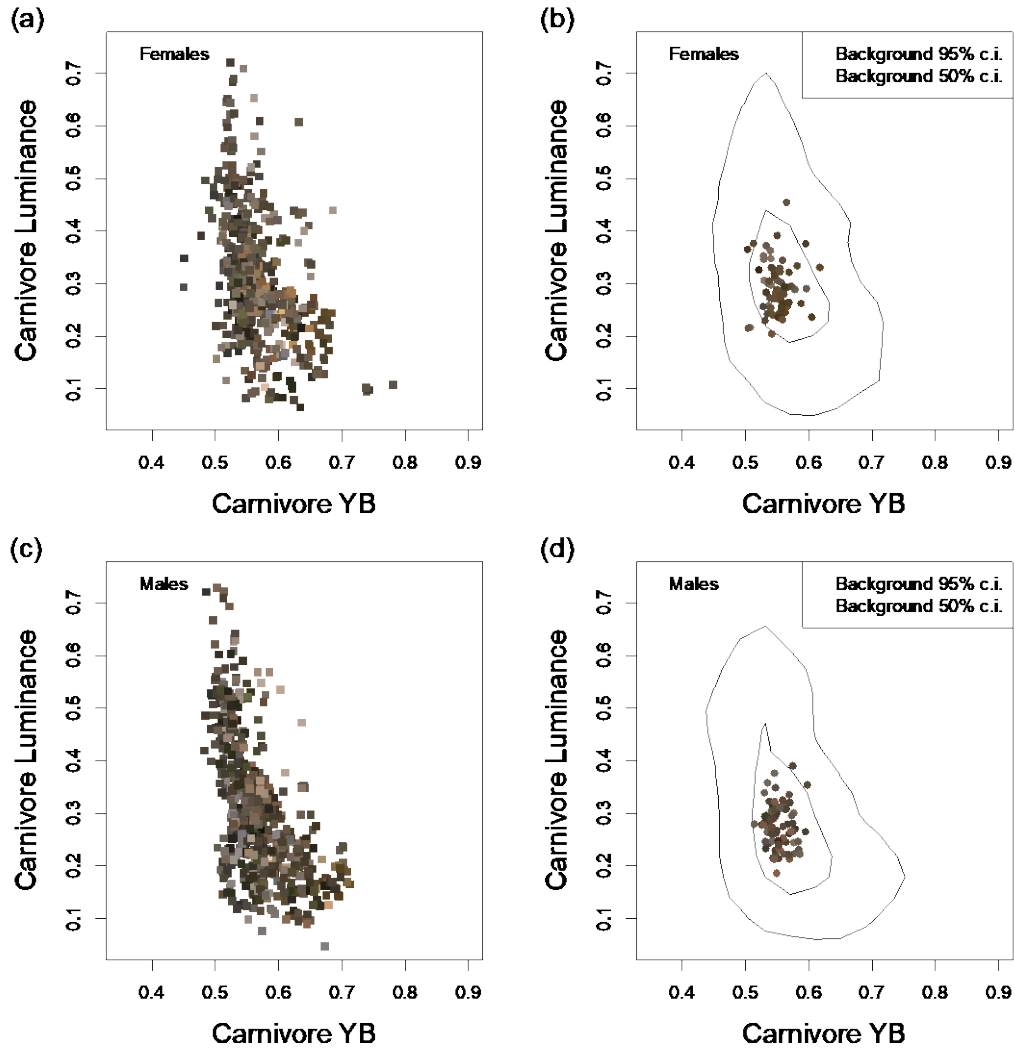 (a)
Females
Carnivore Luminance
0.7
0.6
0.5
0.4
0.3
0.2
0.1
0.4 0.5 0.6 0.7 0.8 0.9
Carnivore YB
(b)
Females
Background 95% c.i.
Background 50% c.i.
Carnivore Luminance
0.7
0.6
0.5
0.4
0.3
0.2
0.1
0.4 0.5 0.6 0.7 0.8 0.9
Carnivore YB
(c)
Males
Carnivore Luminance
0.7
0.6
0.5
0.4
0.3
0.2
0.1
0.4 0.5 0.6 0.7 0.8 0.9
Carnivore YB
(d)
Males
Background 95% c.i.
Background 50% c.i.
Carnivore Luminance
0.7
0.6
0.5
0.4
0.3
0.2
0.1
0.4 0.5 0.6 0.7 0.8 0.9
Carnivore YB